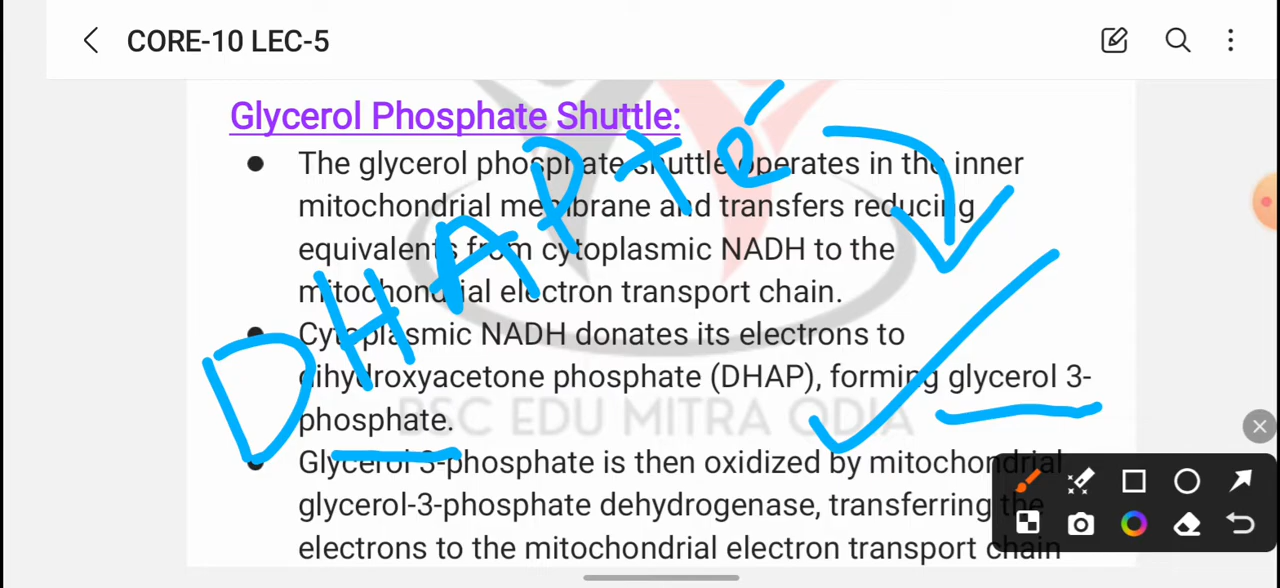 CORE-10 LEC-5
Glycerol Phosphate Shuttle:
The glycerol phosphate shuttle operates in the inner
mitochondrial membrane and transfers reducing
equivalents from cytoplasmic NADH to the
mitochondrial electron transport chain.
Cytoplasmic NADH donates its electrons to
dihydroxyacetone phosphate (DHAP), forming glycerol 3-
phosphate.
BSC EDU MITRA ODIA
Glycerol 3-phosphate is then oxidized by mitochondrial
glycerol-3-phosphate dehydrogenase, transferring the
electrons to the mitochondrial electron transport chain
DHAP+e-